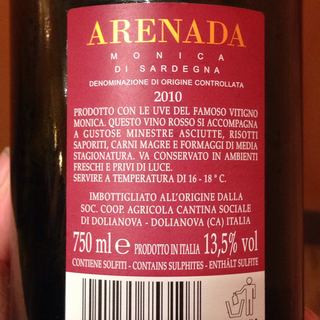 ARENADA
MONICA
DI SARDEGNA
DENOMINAZIONE DI ORIGINE CONTROLLATA
2010
PRODOTTO CON LE UVE DEL FAMOSO VITIGNO
MONICA. QUESTO VINO ROSSO SI ACCOMPAGNA
A GUSTOSE MINESTRE ASCIUTTE, RISOTTI
SAPORITI, CARNI MAGRE E FORMAGGI DI MEDIA
STAGIONATURA. VA CONSERVATO IN AMBIENTI
FRESCHI E PRIVI DI LUCE.
SERVIRE A TEMPERATURA DI 16 - 18 ° C.
IMBOTTIGLIATO ALL'ORIGINE DALLA
SOC. COOP. AGRICOLA CANTINA SOCIALE
DI DOLIANOVA - DOLIANOVA (CA) ITALIA
750 ml e PRODOTTO IN ITALIA 13,5% vol
CONTIENE SOLFITI - CONTAINS SULPHITES - ENTHÄLT SULFITE